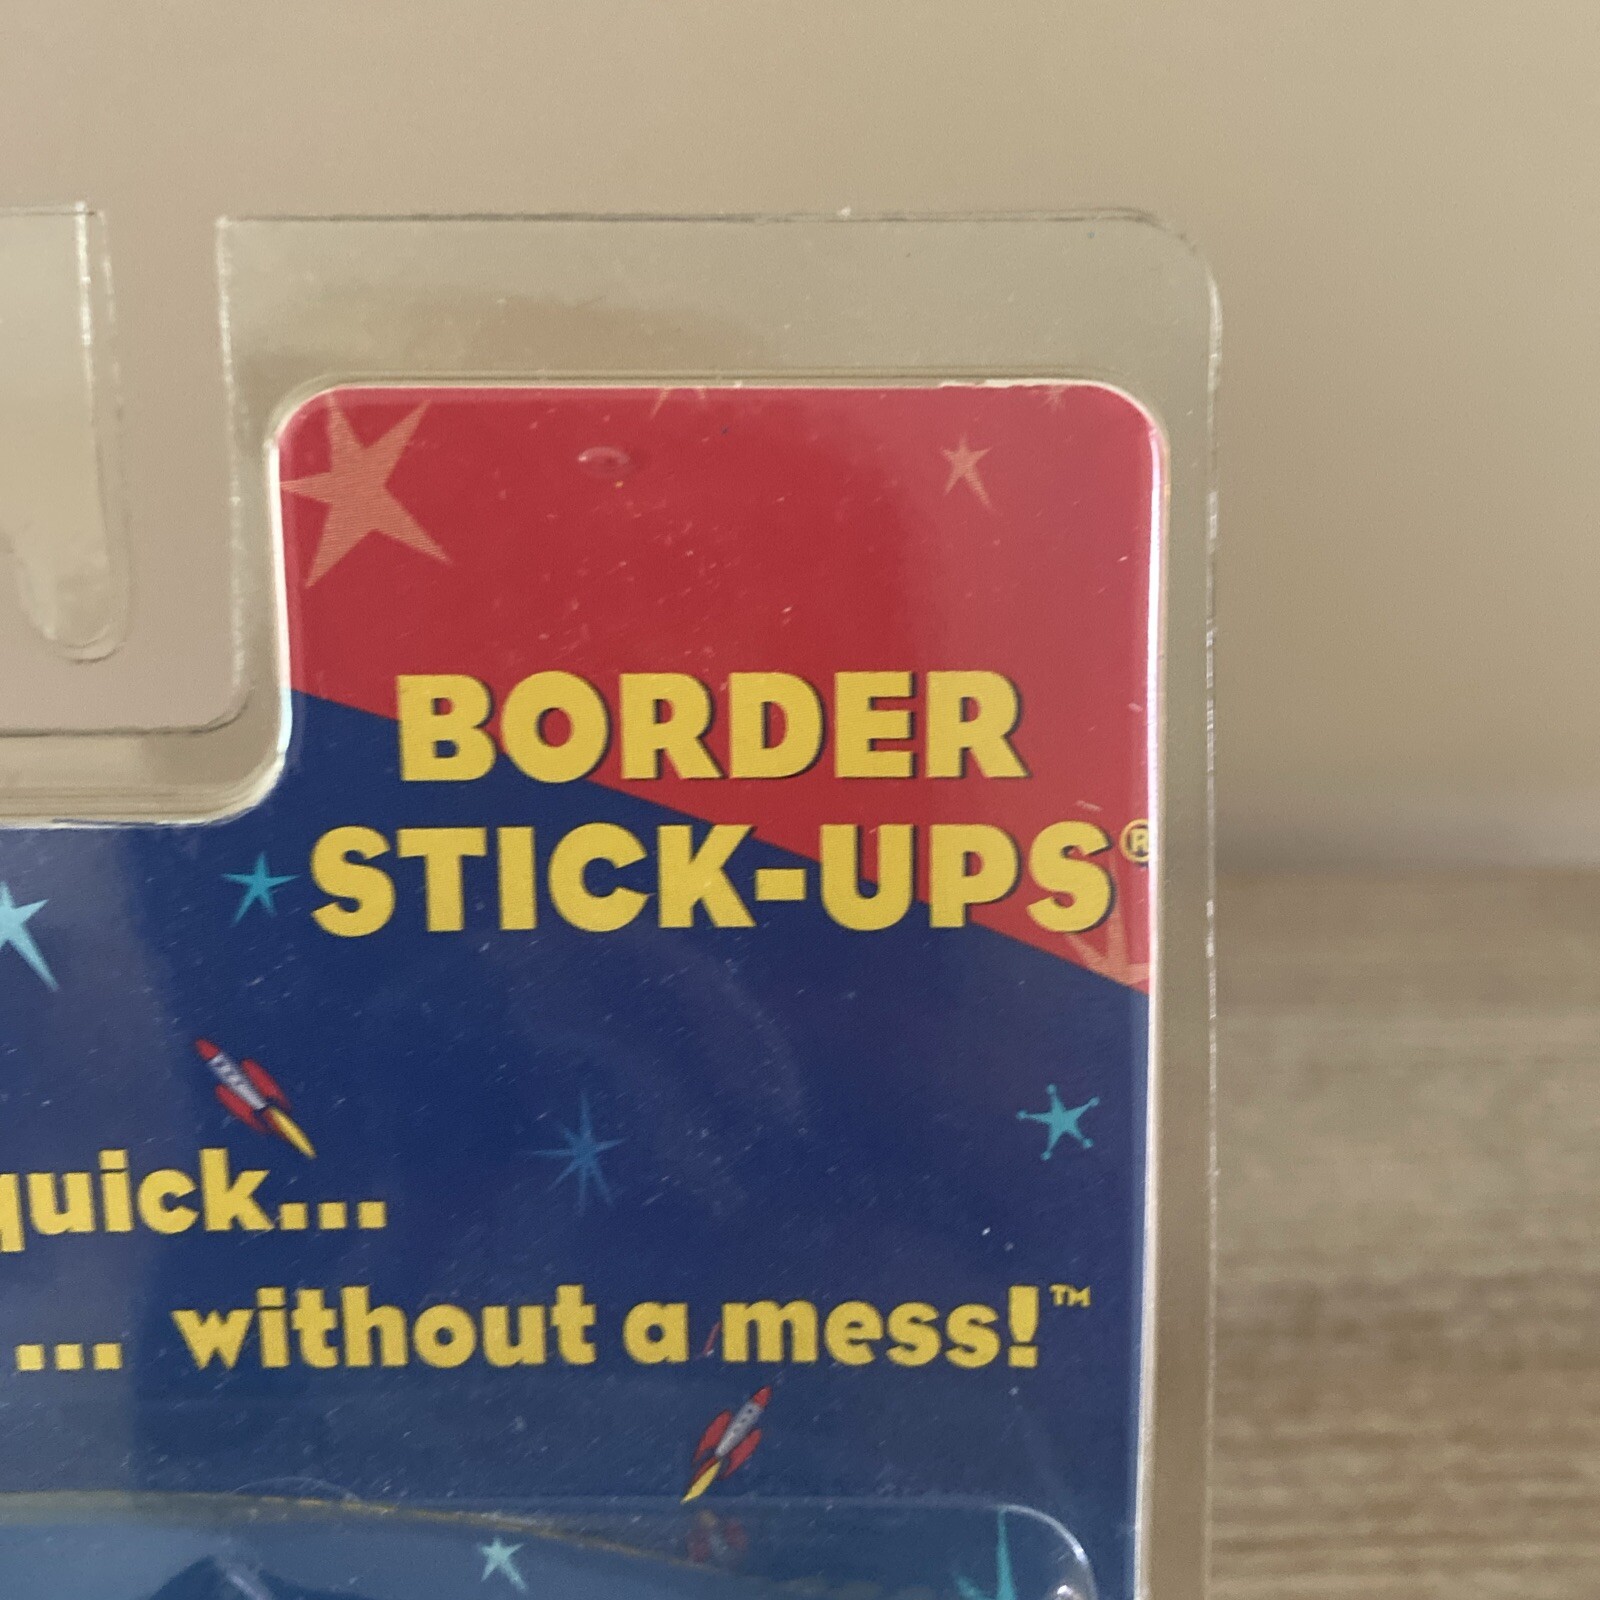 BORDER
STICK-UPS®
quick...
... without a mess!™